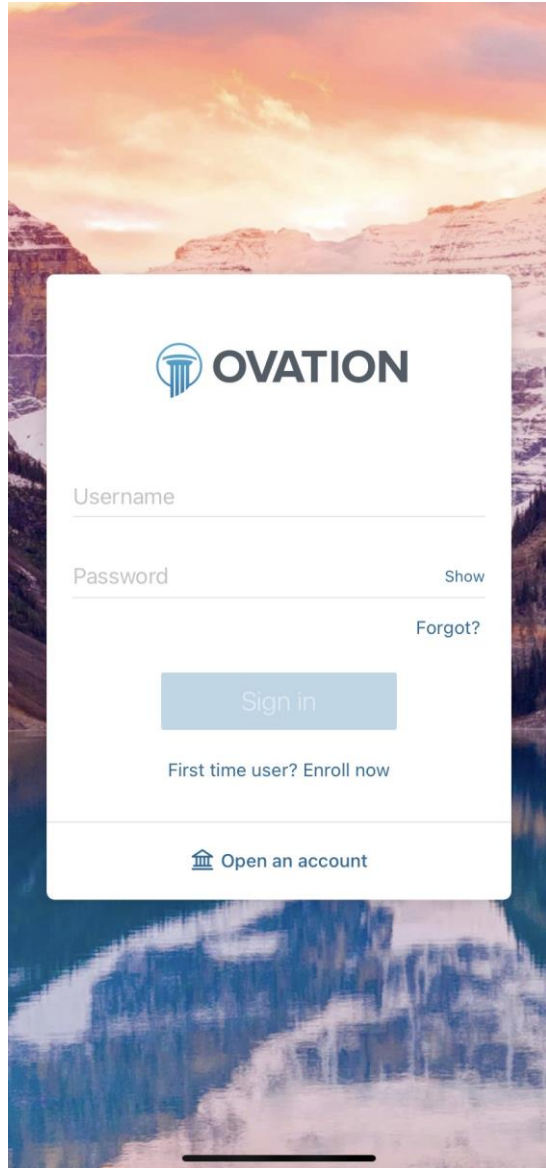 OVATION
Username
Password Show
Forgot?
Sign in
First time user? Enroll now
Open an account